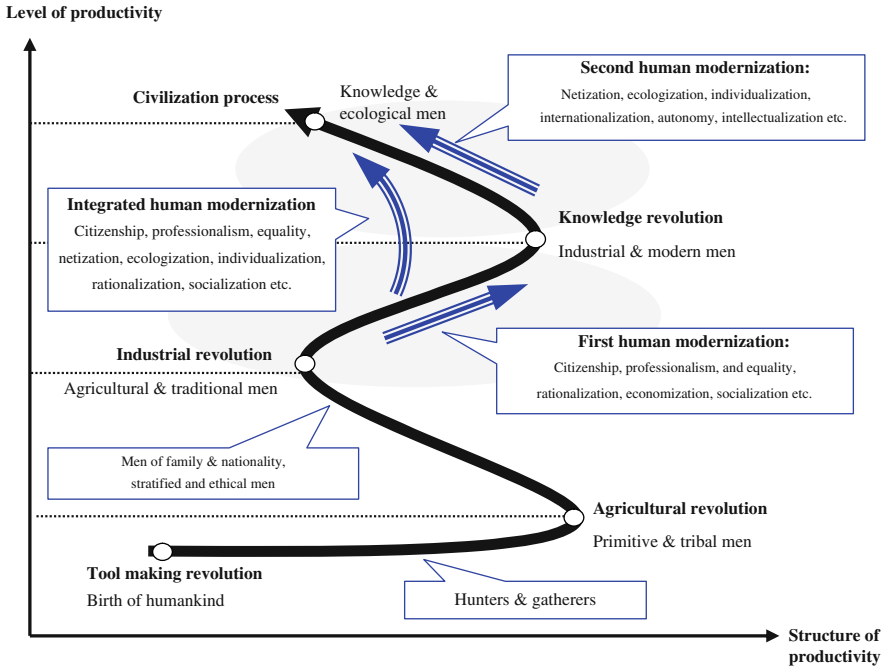 Level of productivity
Civilization process
Knowledge &
ecological men
Second human modernization:
Netization, ecologization, individualization,
internationalization, autonomy, intellectualization etc.
Integrated human modernization
Citizenship, professionalism, equality,
netization, ecologization, individualization,
rationalization, socialization etc.
Knowledge revolution
Industrial & modern men
Industrial revolution
Agricultural & traditional men
First human modernization:
Citizenship, professionalism, and equality,
rationalization, economization, socialization etc.
Men of family & nationality,
stratified and ethical men
Agricultural revolution
Primitive & tribal men
Tool making revolution
Birth of humankind
Hunters & gatherers
Structure of
productivity